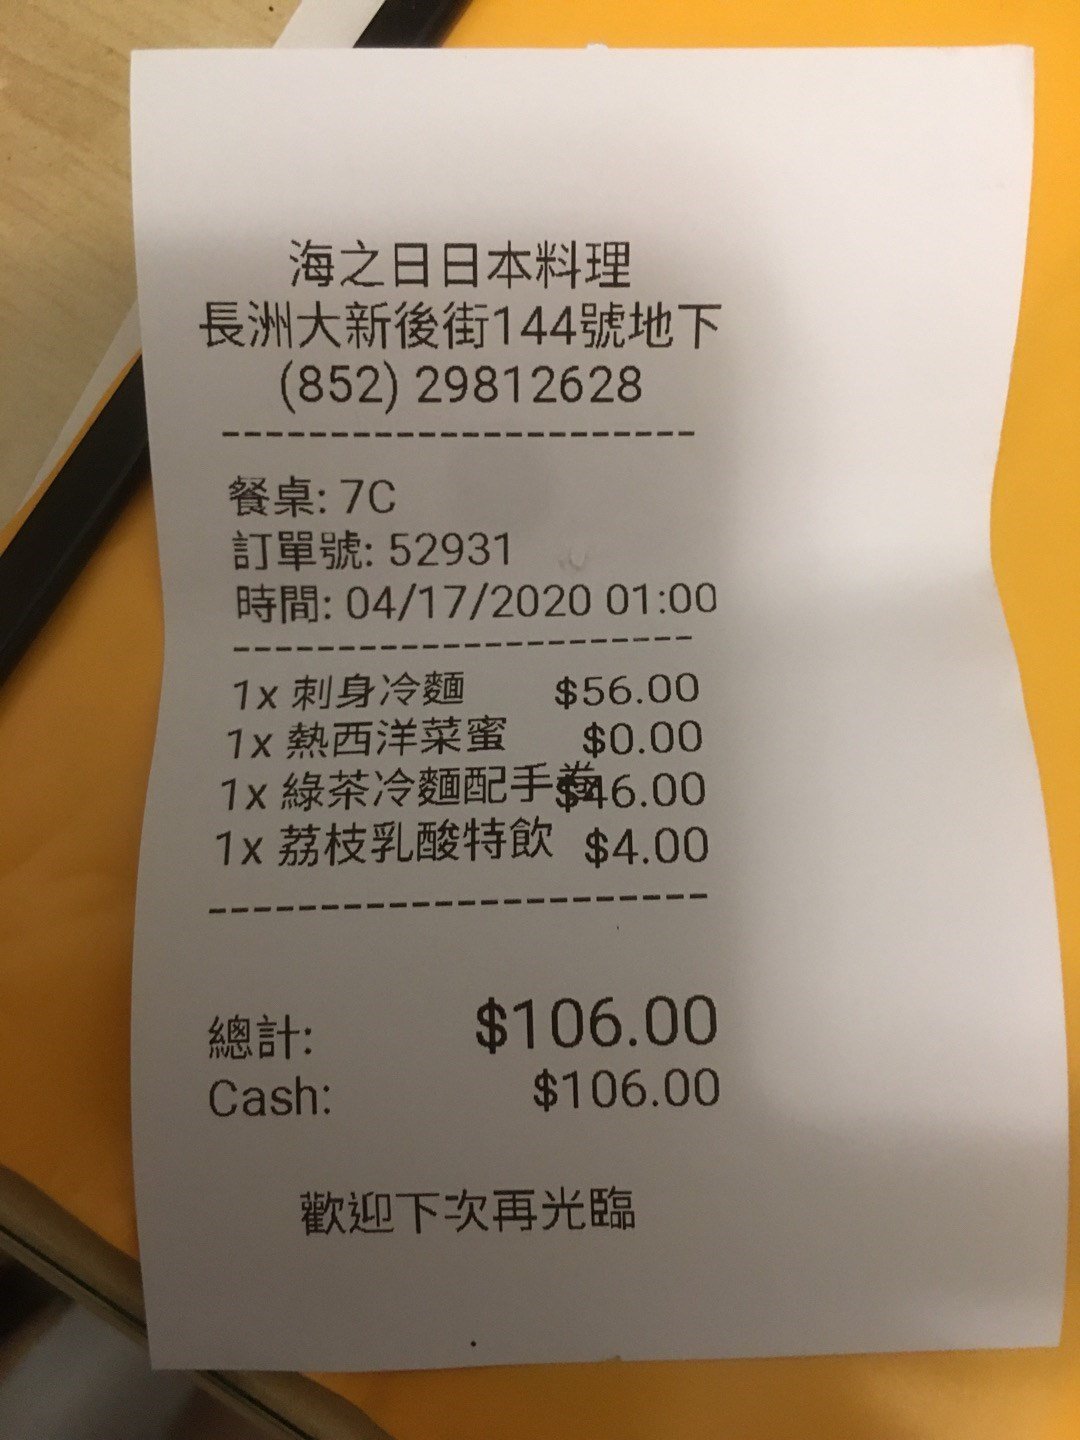 海之日日本料理
長洲大新後街144號地下
(852) 29812628
----------------------
餐桌: 7C
訂單號: 52931
時間: 04/17/2020 01:00
----------------------
1x 刺身冷麵 $56.00
1x 熱西洋菜蜜 $0.00
1x 綠茶冷麵配手卷 $46.00
1x 荔枝乳酸特飲 $4.00
----------------------
總計: $106.00
Cash: $106.00
歡迎下次再光臨